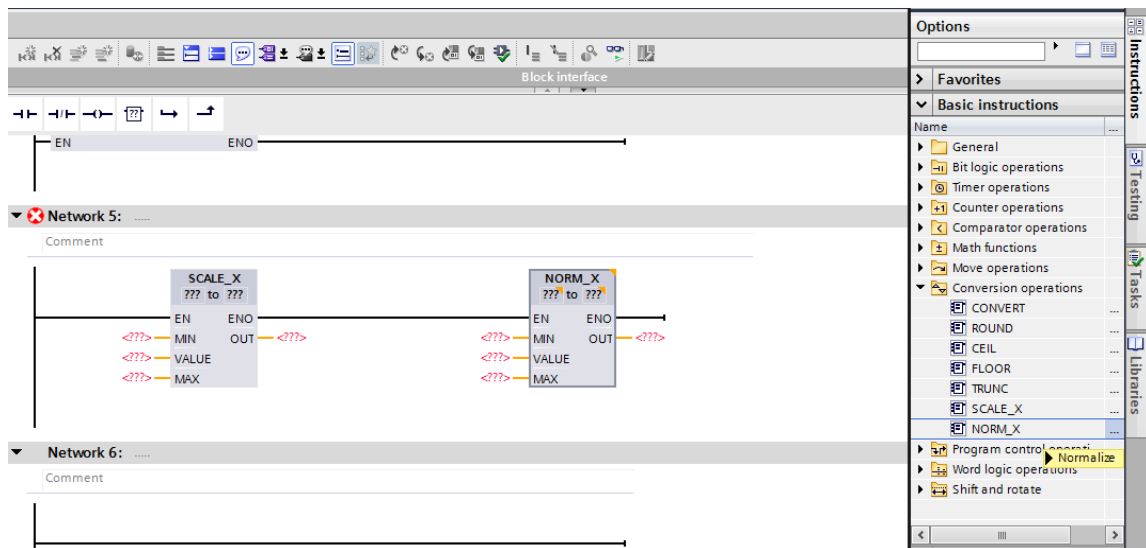 Options
Block interface
Favorites
Basic instructions
Name ...
General
Bit logic operations
Timer operations
Counter operations
Comparator operations
Math functions
Move operations
Conversion operations
CONVERT ...
ROUND ...
CEIL ...
FLOOR ...
TRUNC ...
SCALE_X ...
NORM_X ...
Program control operati...
Normalize
Word logic operations
Shift and rotate
Instructions
Testing
Tasks
Libraries
EN ENO
Network 5: .....
Comment
SCALE_X
??? to ???
EN ENO
<???> MIN OUT <???>
<???> VALUE
<???> MAX
NORM_X
??? to ???
EN ENO
<???> MIN OUT <???>
<???> VALUE
<???> MAX
Network 6: .....
Comment